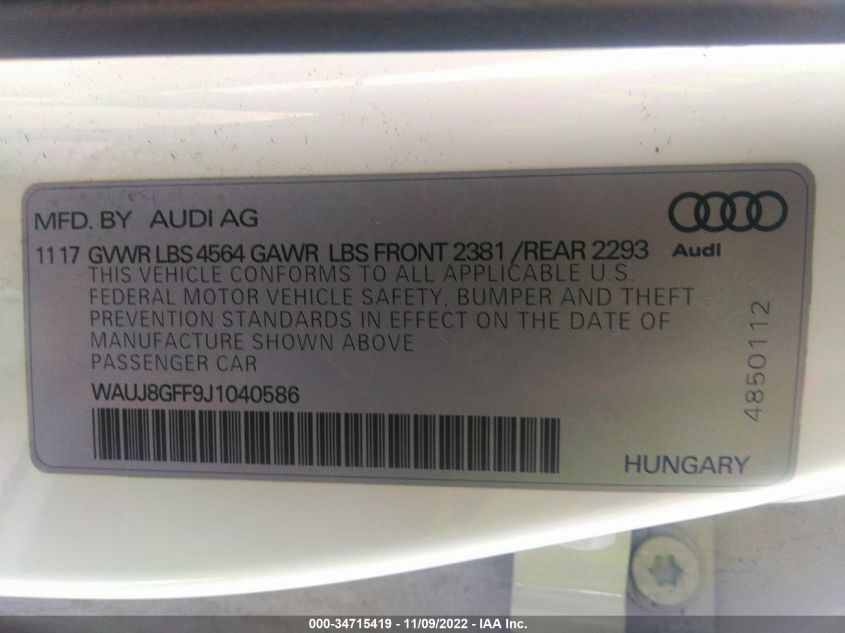 MFD. BY AUDI AG
11 17 GVWR LBS 4564 GAWR LBS FRONT 2381 /REAR 2293
Audi
THIS VEHICLE CONFORMS TO ALL APPLICABLE U.S.
FEDERAL MOTOR VEHICLE SAFETY, BUMPER AND THEFT
PREVENTION STANDARDS IN EFFECT ON THE DATE OF
MANUFACTURE SHOWN ABOVE
PASSENGER CAR
WAUJ8GFF9J1040586
4850112
HUNGARY
000-34715419 - 11/09/2022 - IAA Inc.